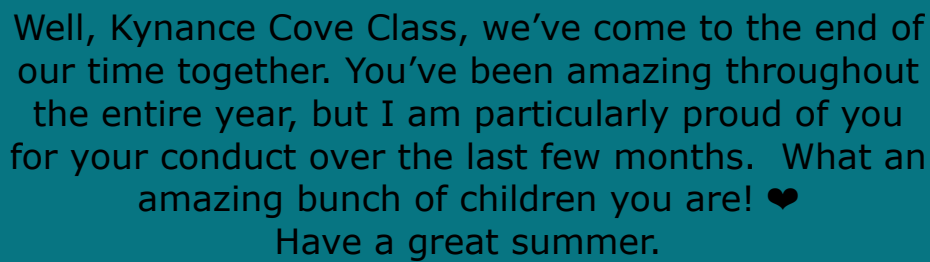 Well, Kynance Cove Class, we’ve come to the end of
our time together. You’ve been amazing throughout
the entire year, but I am particularly proud of you
for your conduct over the last few months.  What an
amazing bunch of children you are! ❤
Have a great summer.